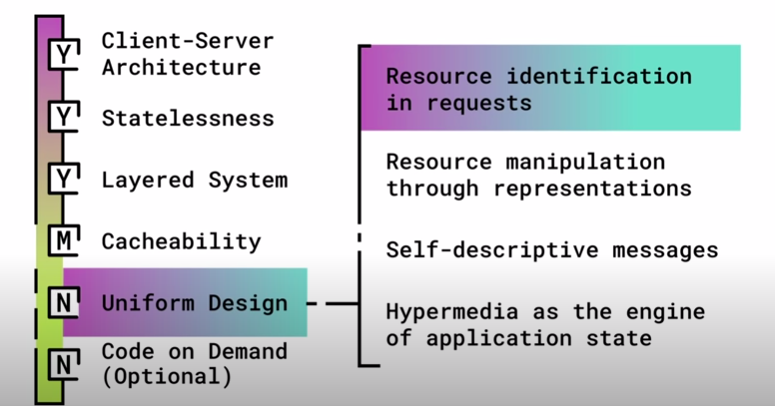 Y Client-Server
Architecture
Y Statelessness
Y Layered System
M Cacheability
N Uniform Design
N Code on Demand
(Optional)
Resource identification
in requests
Resource manipulation
through representations
Self-descriptive messages
Hypermedia as the engine
of application state